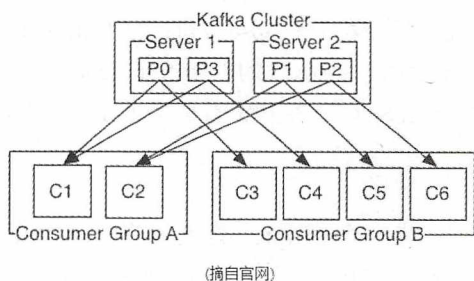 Kafka Cluster
Server 1
Server 2
P0
P3
P1
P2
C1
C2
C3
C4
C5
C6
Consumer Group A
Consumer Group B
(摘自官网)